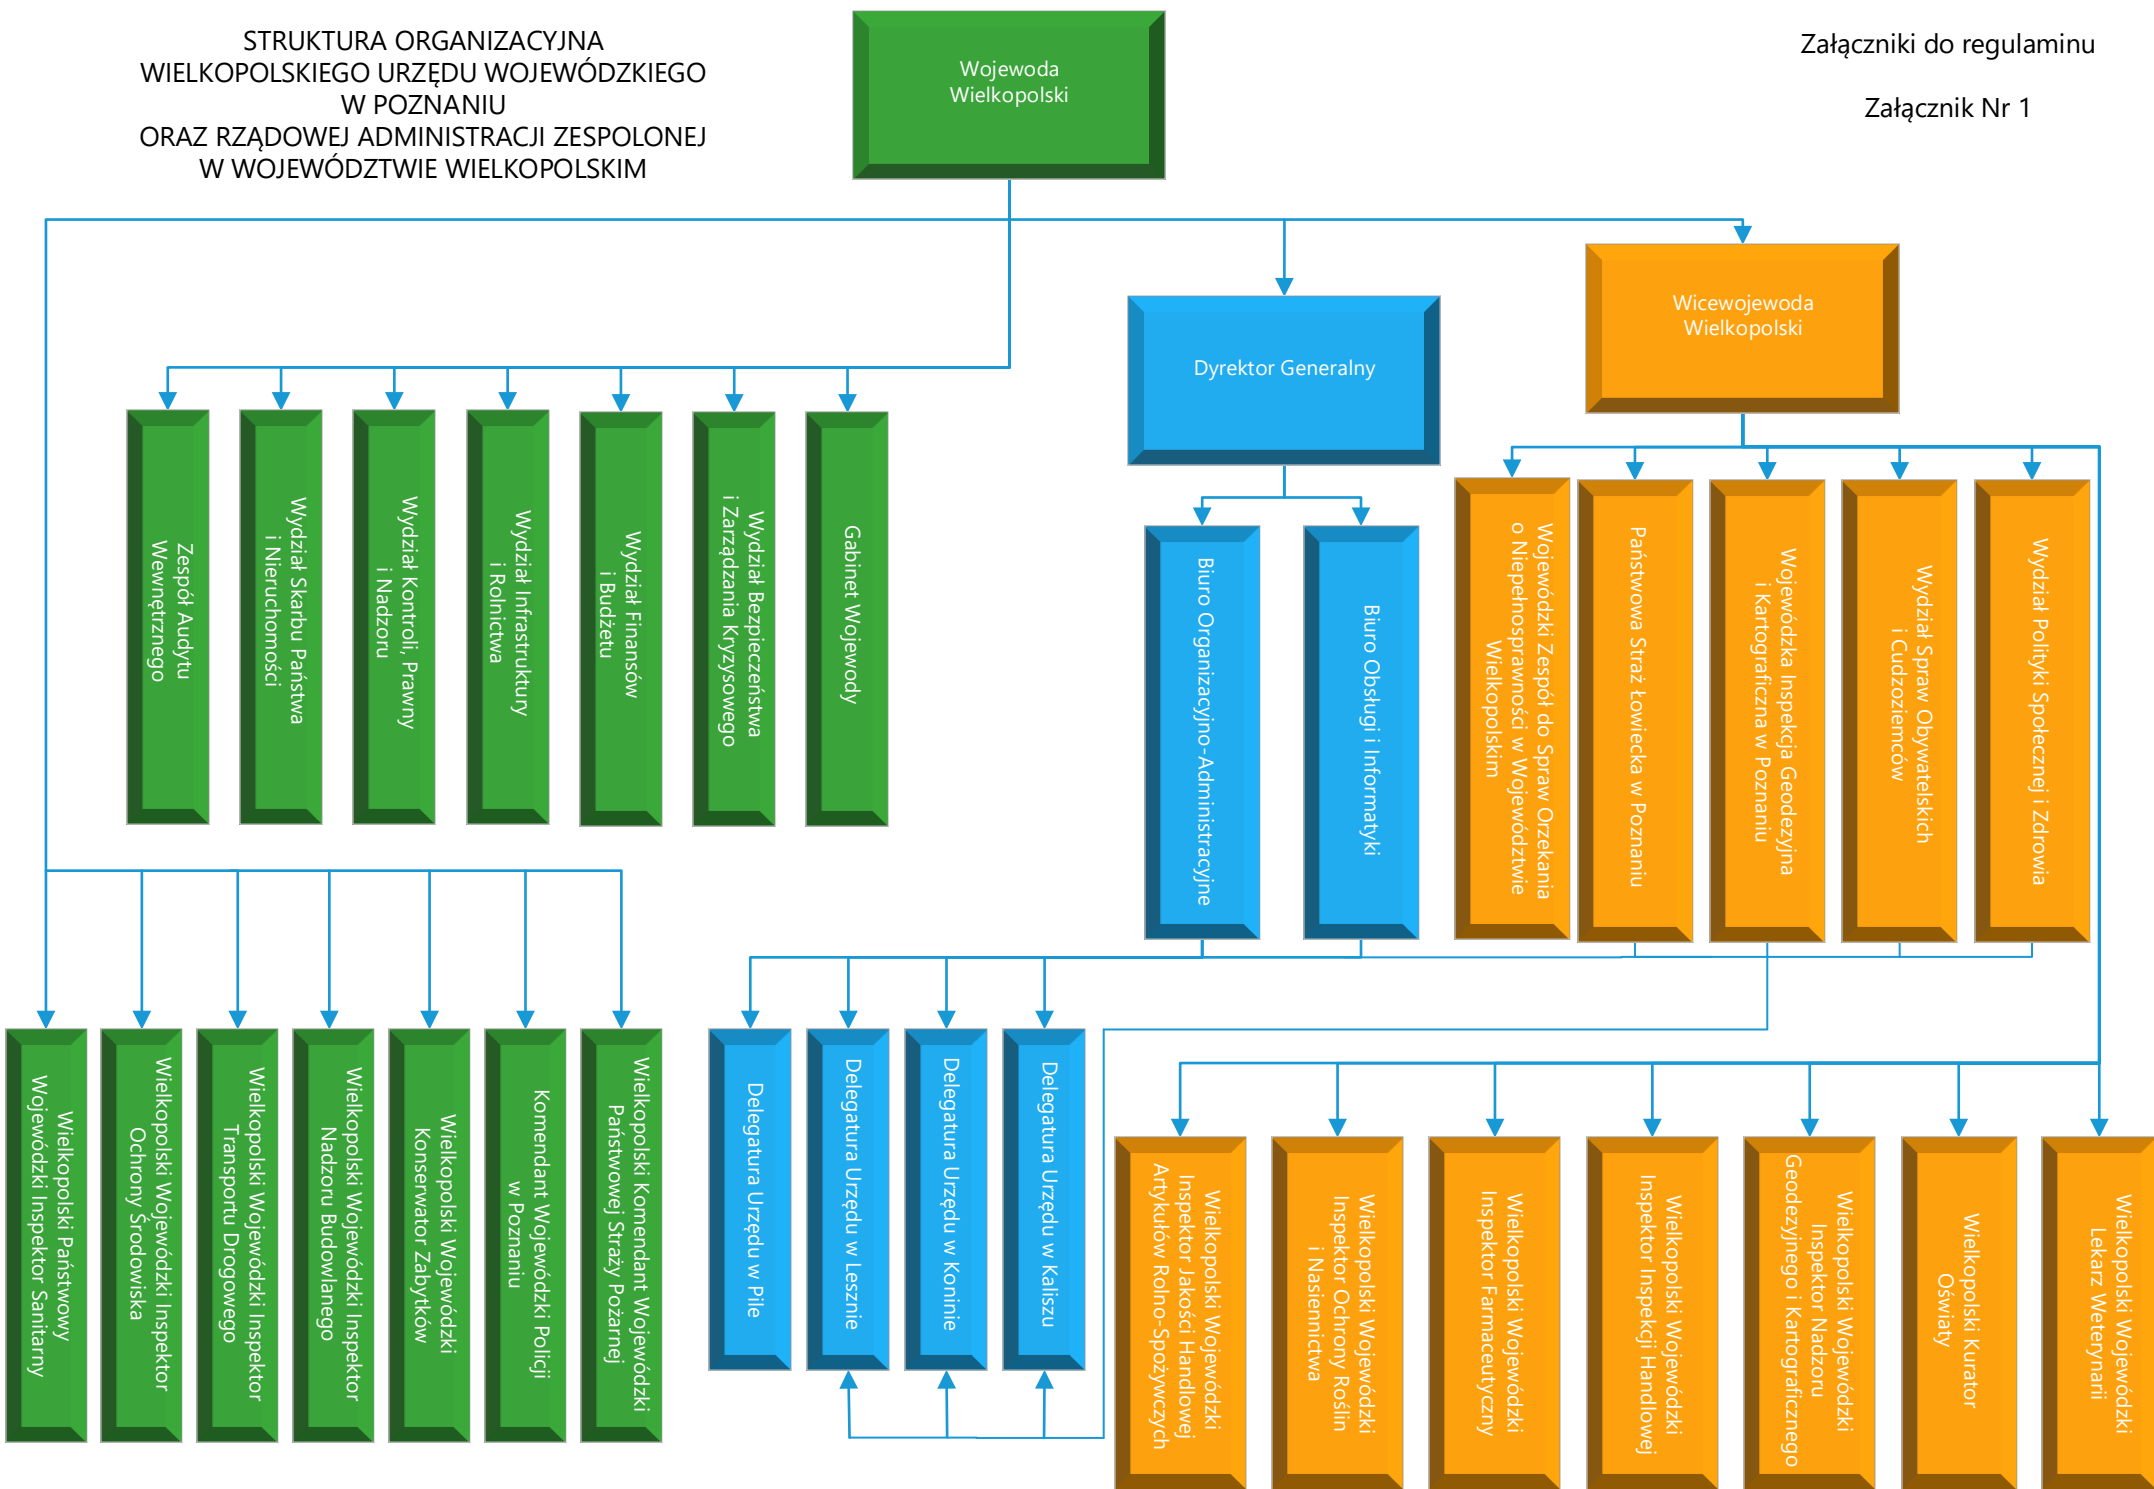 STRUKTURA ORGANIZACYJNA
WIELKOPOLSKIEGO URZĘDU WOJEWÓDZKIEGO
W POZNANIU
ORAZ RZĄDOWEJ ADMINISTRACJI ZESPOLONEJ
W WOJEWÓDZTWIE WIELKOPOLSKIM
Załączniki do regulaminu
Załącznik Nr 1
Wojewoda
Wielkopolski
Wicewojewoda
Wielkopolski
Dyrektor Generalny
Zespół Audytu
Wewnętrznego
Wydział Skarbu Państwa
i Nieruchomości
Wydział Kontroli, Prawny
i Nadzoru
Wydział Infrastruktury
i Rolnictwa
Wydział Finansów
i Budżetu
Wydział Bezpieczeństwa
i Zarządzania Kryzysowego
Gabinet Wojewody
Biuro Organizacyjno-Administracyjne
Biuro Obsługi i Informatyki
Wojewódzki Zespół do Spraw Orzekania
o Niepełnosprawności w Województwie
Wielkopolskim
Państwowa Straż Łowiecka w Poznaniu
Wojewódzka Inspekcja Geodezyjna
i Kartograficzna w Poznaniu
Wydział Spraw Obywatelskich
i Cudzoziemców
Wydział Polityki Społecznej i Zdrowia
Wielkopolski Państwowy
Wojewódzki Inspektor Sanitarny
Wielkopolski Wojewódzki Inspektor
Ochrony Środowiska
Wielkopolski Wojewódzki Inspektor
Transportu Drogowego
Wielkopolski Wojewódzki Inspektor
Nadzoru Budowlanego
Wielkopolski Wojewódzki
Konserwator Zabytków
Komendant Wojewódzki Policji
w Poznaniu
Wielkopolski Komendant Wojewódzki
Państwowej Straży Pożarnej
Delegatura Urzędu w Pile
Delegatura Urzędu w Lesznie
Delegatura Urzędu w Koninie
Delegatura Urzędu w Kaliszu
Wielkopolski Wojewódzki
Inspektor Jakości Handlowej
Artykułów Rolno-Spożywczych
Wielkopolski Wojewódzki
Inspektor Ochrony Roślin
i Nasiennictwa
Wielkopolski Wojewódzki
Inspektor Farmaceutyczny
Wielkopolski Wojewódzki
Inspektor Inspekcji Handlowej
Wielkopolski Wojewódzki
Inspektor Nadzoru
Geodezyjnego i Kartograficznego
Wielkopolski Kurator
Oświaty
Wielkopolski Wojewódzki
Lekarz Weterynarii